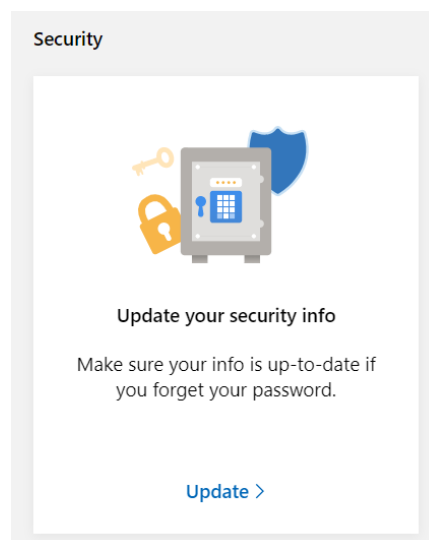 Security
Update your security info
Make sure your info is up-to-date if
you forget your password.
Update >